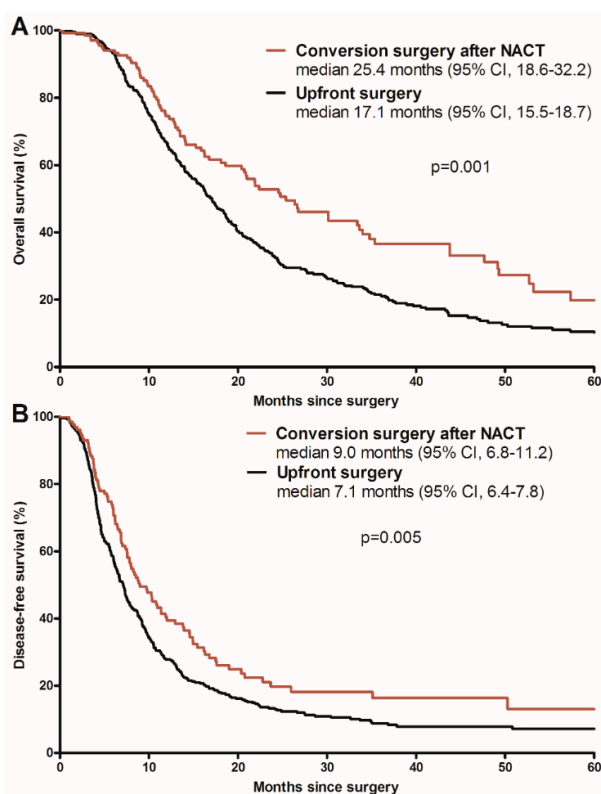 A
Conversion surgery after NACT
median 25.4 months (95% CI, 18.6-32.2)
Upfront surgery
median 17.1 months (95% CI, 15.5-18.7)
p=0.001
Overall survival (%)
100
80
60
40
20
0
0 10 20 30 40 50 60
Months since surgery
B
Conversion surgery after NACT
median 9.0 months (95% CI, 6.8-11.2)
Upfront surgery
median 7.1 months (95% CI, 6.4-7.8)
p=0.005
Disease-free survival (%)
100
80
60
40
20
0
0 10 20 30 40 50 60
Months since surgery